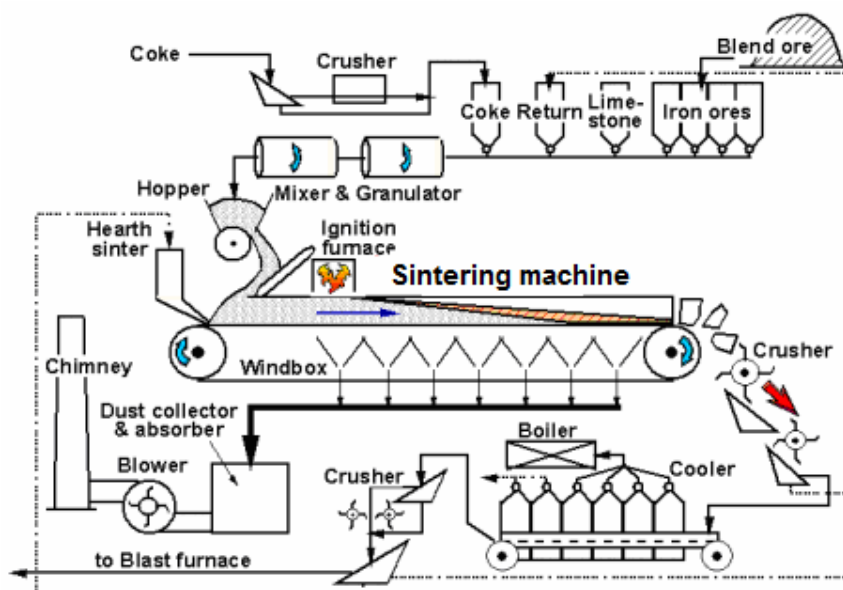 Coke
Crusher
Blend ore
Coke
Return
Lime-
stone
Iron ores
Mixer & Granulator
Hopper
Hearth
sinter
Ignition
furnace
Sintering machine
Windbox
Chimney
Crusher
Dust collector
& absorber
Blower
Boiler
Cooler
Crusher
to Blast furnace